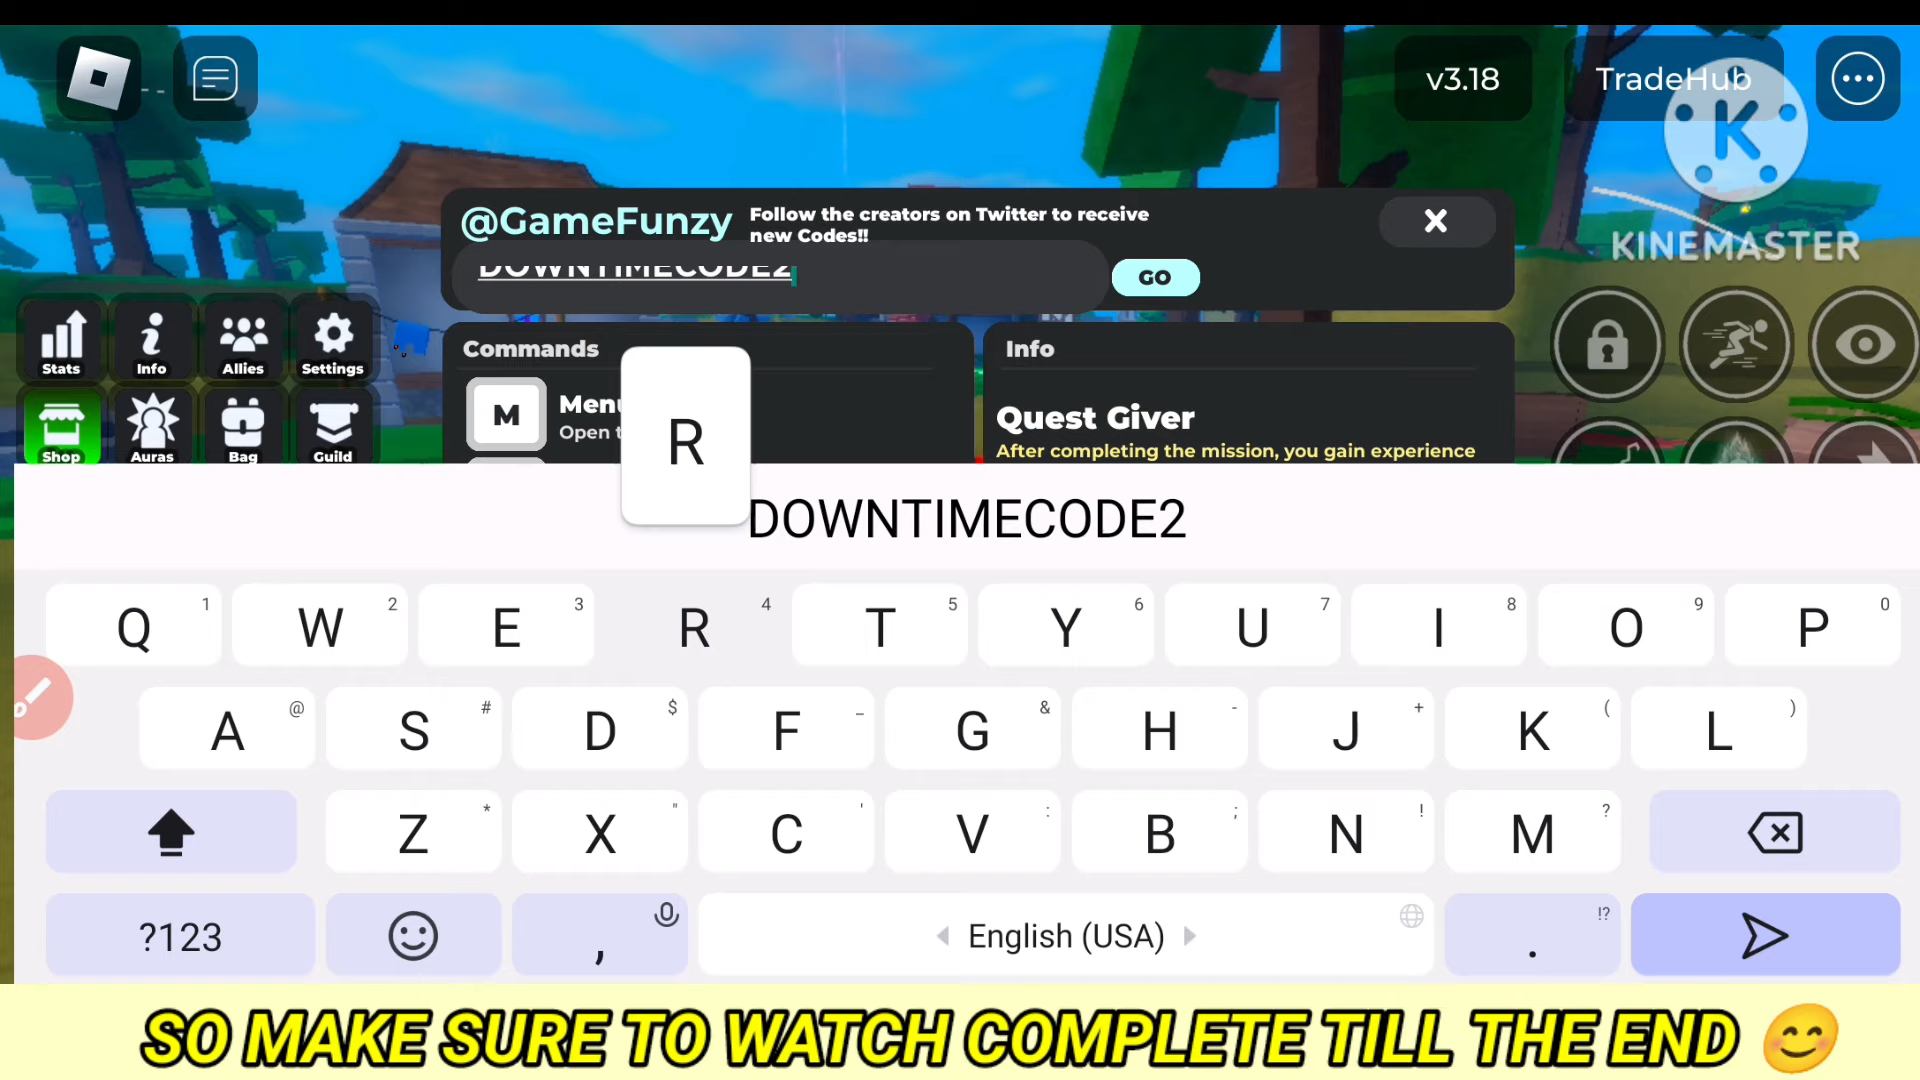 v3.18
TradeHub
K
KINEMASTER
@GameFunzy
Follow the creators on Twitter to receive
new Codes!!
DOWNTIMECODE2
GO
Stats
Info
Allies
Settings
Shop
Auras
Bag
Guild
Commands
M
Menu
Open t
Info
Quest Giver
After completing the mission, you gain experience
R
DOWNTIMECODE2
Q 1 W 2 E 3 R 4 T 5 Y 6 U 7 I 8 O 9 P 0
A @ S # D $ F _ G & H - J + K ( L )
Z * X " C ' V : B ; N ! M ?
?123 , English (USA) . !?
SO MAKE SURE TO WATCH COMPLETE TILL THE END 😊